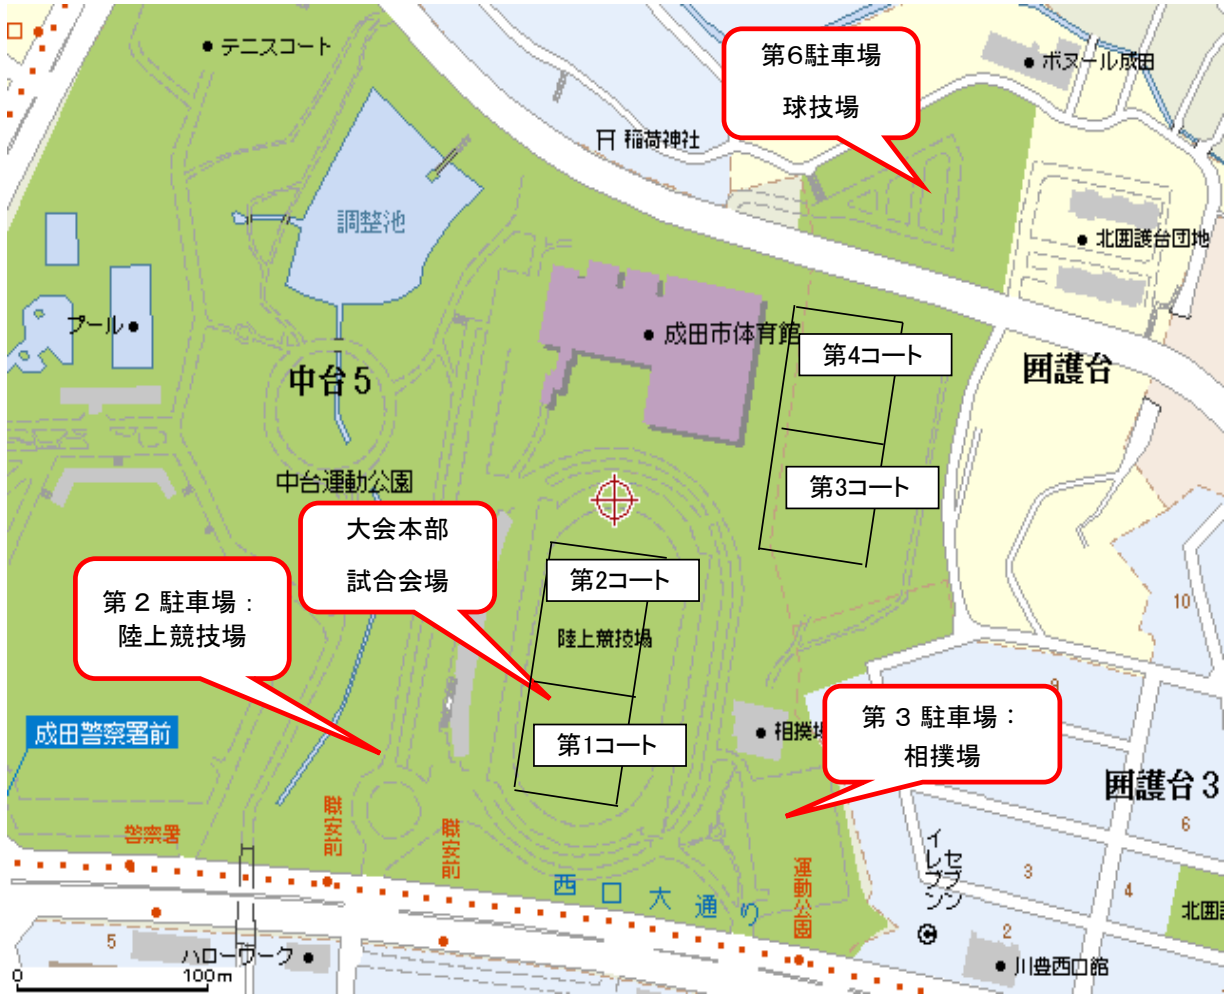 テニスコート
第6駐車場
球技場
ボヌール成田
稲荷神社
調整池
北囲護台団地
プール
成田市体育館
第4コート
囲護台
中台5
中台運動公園
第3コート
大会本部
試合会場
第2コート
第2駐車場：
陸上競技場
陸上競技場
10
9
第3駐車場：
相撲場
成田警察署前
第1コート
相撲場
囲護台3
警察署
職安前
職安前
運動公園
西口大通り
セブン
イレブン
6
3
4
2
5
北囲護
ハローワーク
川豊西口館
0
100m